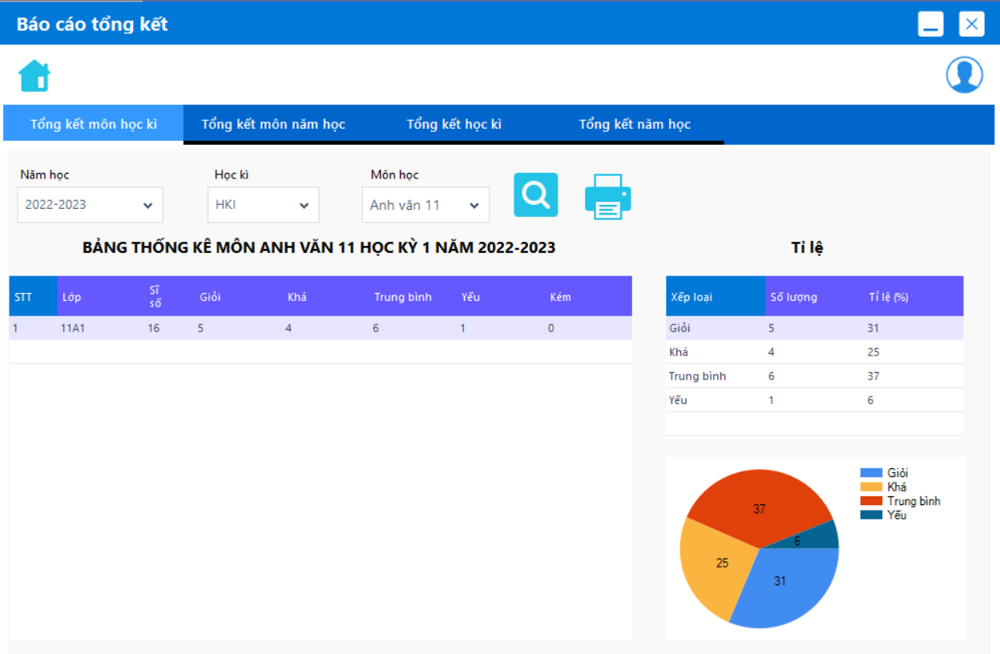 Báo cáo tổng kết
Tổng kết môn học kì Tổng kết môn năm học Tổng kết học kì Tổng kết năm học
Năm học Học kì Môn học
2022-2023 HKI Anh văn 11
BẢNG THỐNG KÊ MÔN ANH VĂN 11 HỌC KỲ 1 NĂM 2022-2023
STT Lớp Sĩ số Giỏi Khá Trung bình Yếu Kém
1 11A1 16 5 4 6 1 0
Tỉ lệ
Xếp loại Số lượng Tỉ lệ (%)
Giỏi 5 31
Khá 4 25
Trung bình 6 37
Yếu 1 6
37
6
25
31
Giỏi
Khá
Trung bình
Yếu